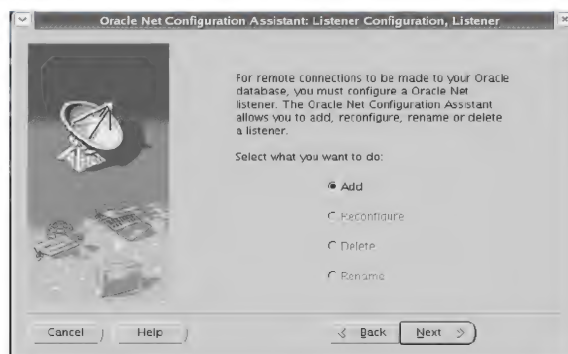 Oracle Net Configuration Assistant: Listener Configuration, Listener
For remote connections to be made to your Oracle
database, you must configure a Oracle Net
listener. The Oracle Net Configuration Assistant
allows you to add, reconfigure, rename or delete
a listener.
Select what you want to do:
Add
Reconfigure
Delete
Rename
Cancel
Help
Back
Next